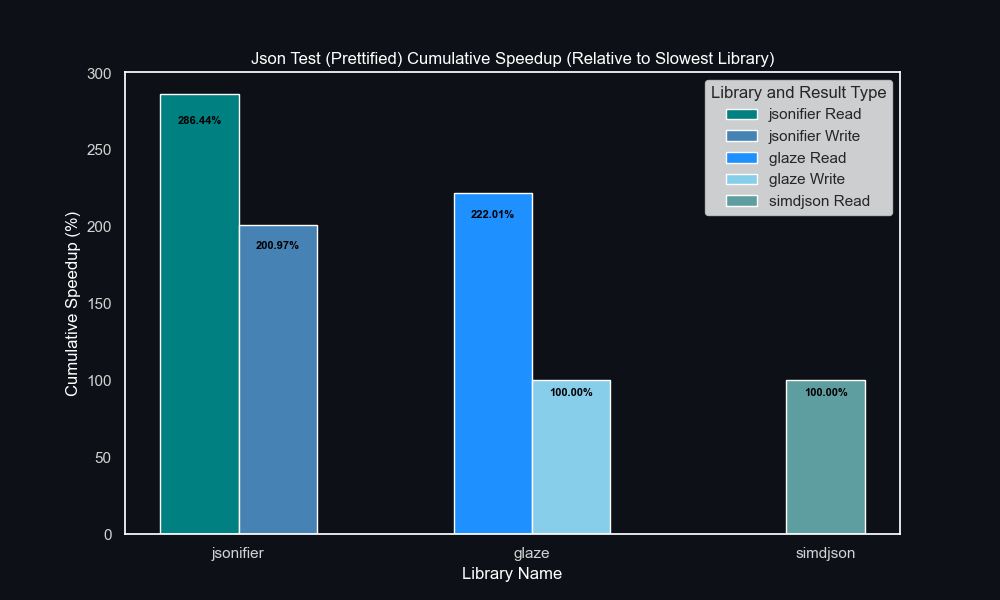 Json Test (Prettified) Cumulative Speedup (Relative to Slowest Library)
Library and Result Type
jsonifier Read
jsonifier Write
glaze Read
glaze Write
simdjson Read
Cumulative Speedup (%)
300
250
200
150
100
50
0
286.44%
200.97%
222.01%
100.00%
100.00%
jsonifier
glaze
simdjson
Library Name